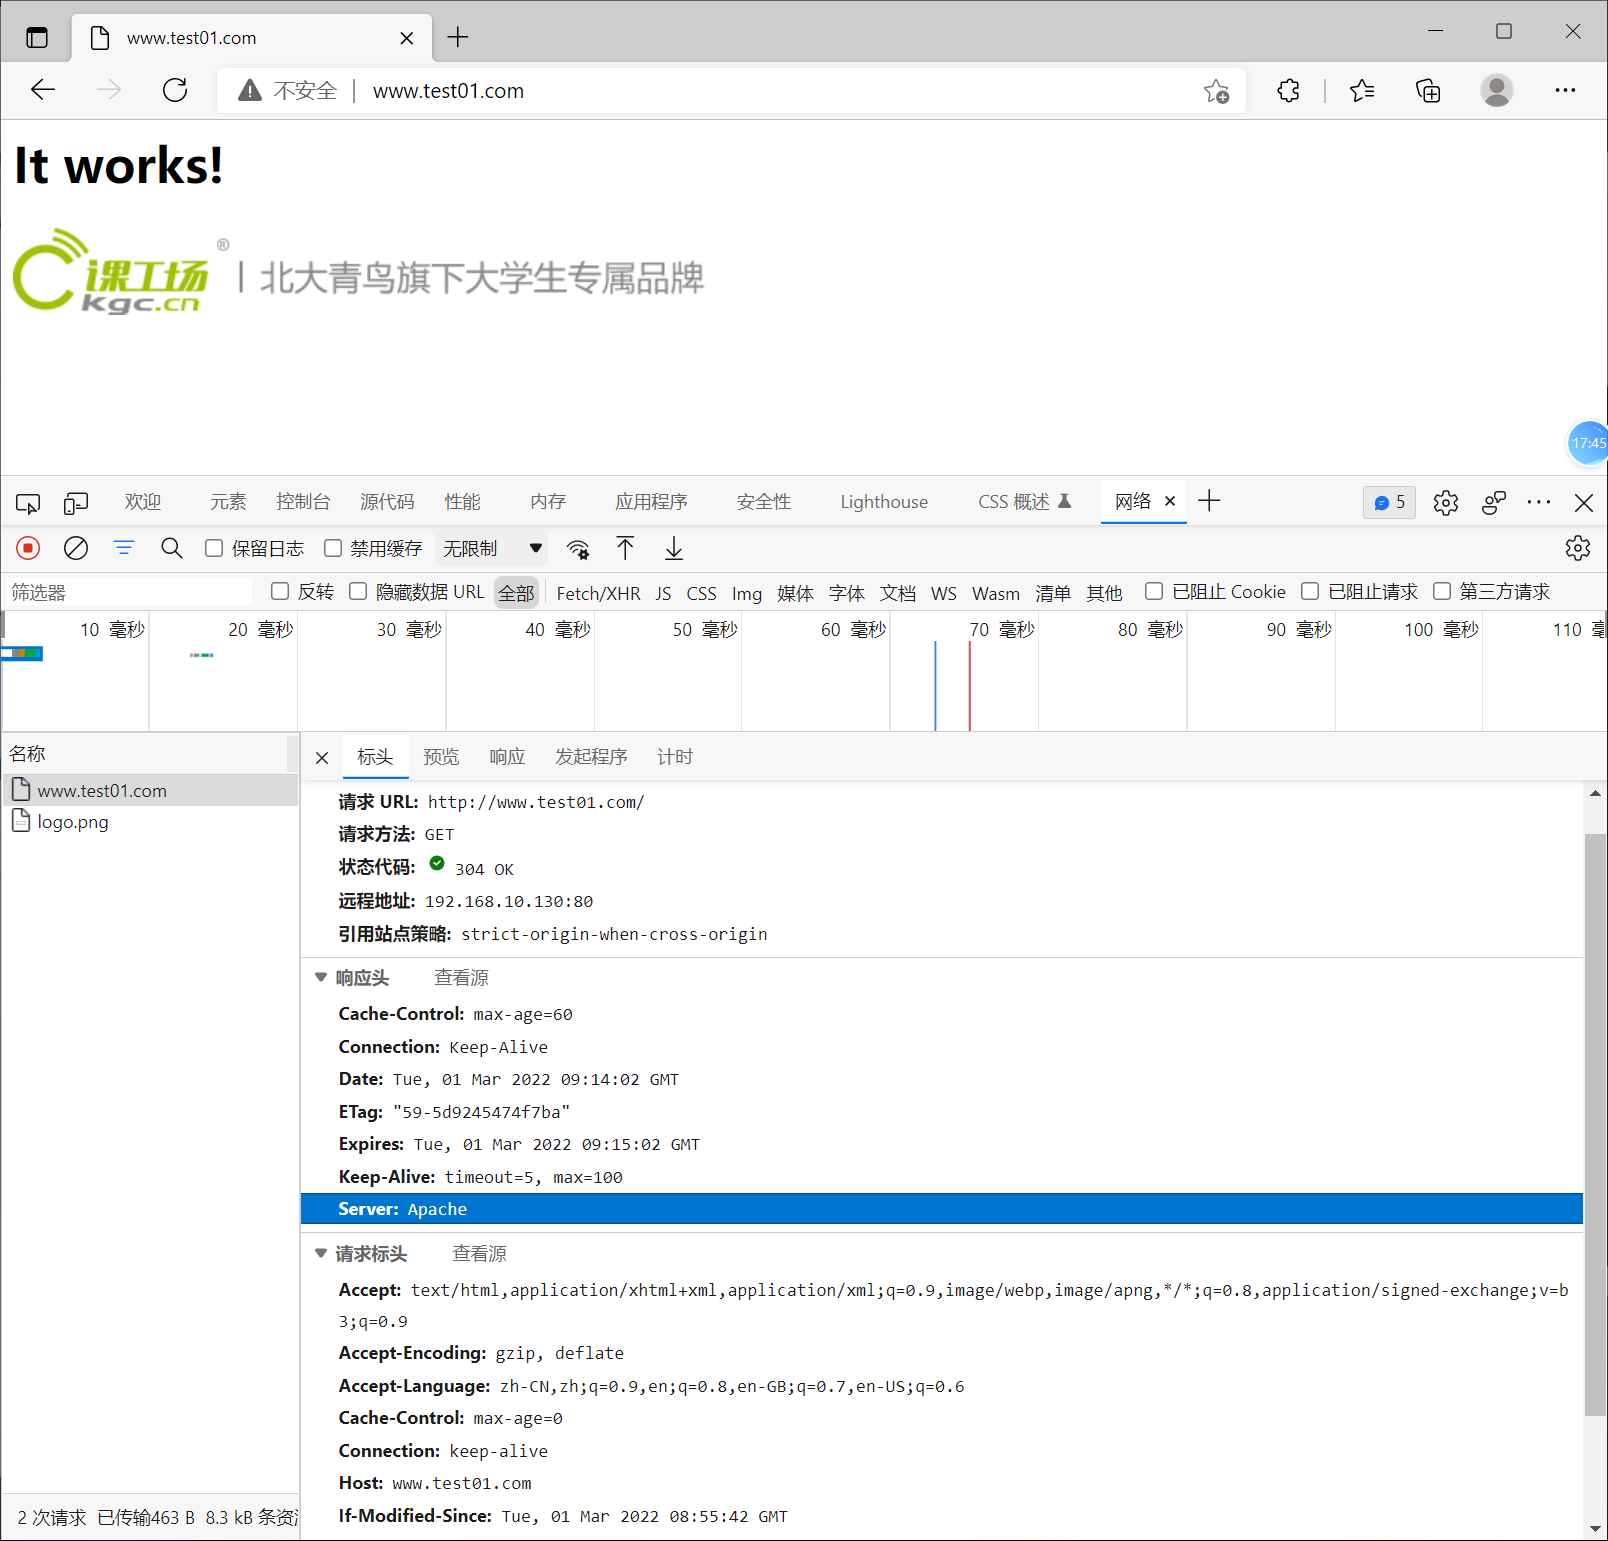 www.test01.com
不安全 www.test01.com
It works!
课工场 ® | 北大青鸟旗下大学生专属品牌
kgc.cn
17:45
欢迎 元素 控制台 源代码 性能 内存 应用程序 安全性 Lighthouse CSS 概述 网络 5
保留日志 禁用缓存 无限制
筛选器 反转 隐藏数据 URL 全部 Fetch/XHR JS CSS Img 媒体 字体 文档 WS Wasm 清单 其他 已阻止 Cookie 已阻止请求 第三方请求
10 毫秒 20 毫秒 30 毫秒 40 毫秒 50 毫秒 60 毫秒 70 毫秒 80 毫秒 90 毫秒 100 毫秒 110
名称
www.test01.com
logo.png
标头 预览 响应 发起程序 计时
请求 URL: http://www.test01.com/
请求方法: GET
状态代码: 304 OK
远程地址: 192.168.10.130:80
引用站点策略: strict-origin-when-cross-origin
响应头 查看源
Cache-Control: max-age=60
Connection: Keep-Alive
Date: Tue, 01 Mar 2022 09:14:02 GMT
ETag: "59-5d9245474f7ba"
Expires: Tue, 01 Mar 2022 09:15:02 GMT
Keep-Alive: timeout=5, max=100
Server: Apache
请求标头 查看源
Accept: text/html,application/xhtml+xml,application/xml;q=0.9,image/webp,image/apng,*/*;q=0.8,application/signed-exchange;v=b
3;q=0.9
Accept-Encoding: gzip, deflate
Accept-Language: zh-CN,zh;q=0.9,en;q=0.8,en-GB;q=0.7,en-US;q=0.6
Cache-Control: max-age=0
Connection: keep-alive
Host: www.test01.com
If-Modified-Since: Tue, 01 Mar 2022 08:55:42 GMT
2 次请求 已传输463 B 8.3 kB 条资